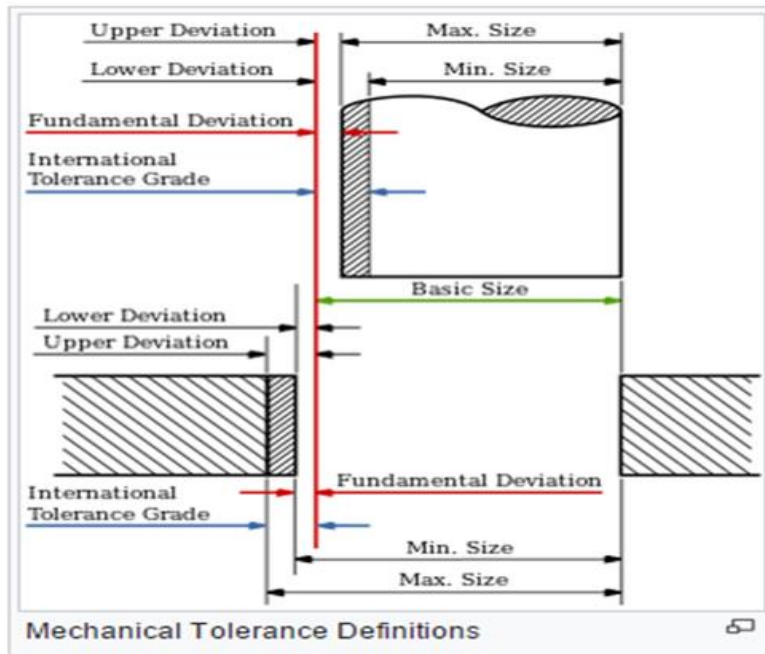 Upper Deviation
Max. Size
Lower Deviation
Min. Size
Fundamental Deviation
International
Tolerance Grade
Basic Size
Lower Deviation
Upper Deviation
Fundamental Deviation
International
Tolerance Grade
Min. Size
Max. Size
Mechanical Tolerance Definitions